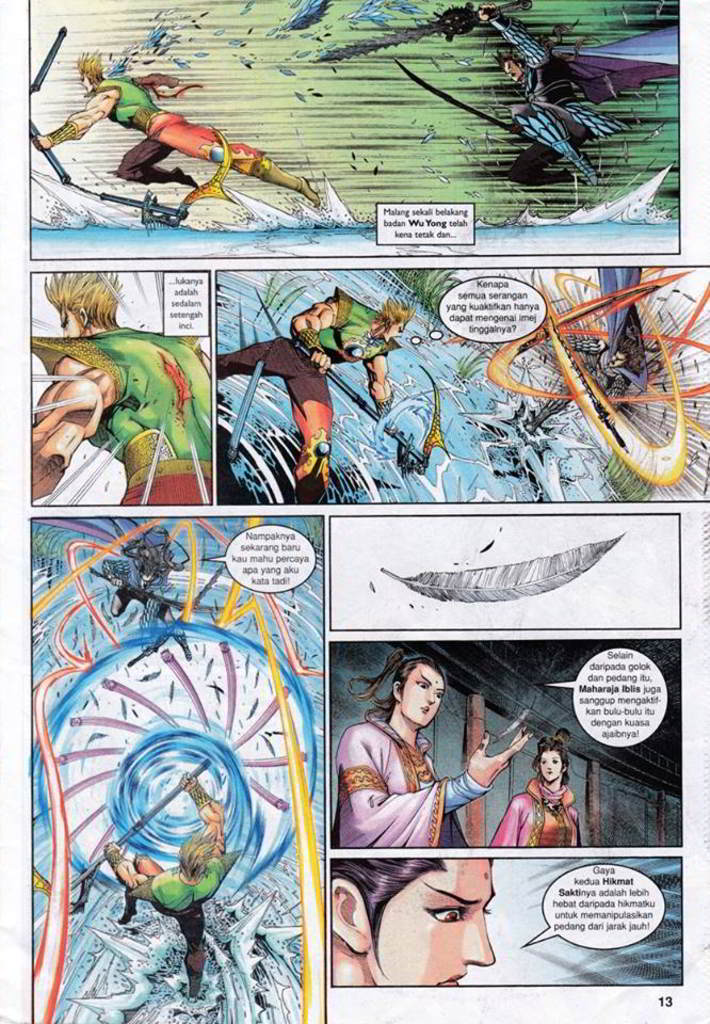 Malang sekali belakang
badan Wu Yong telah
kena tetak dan...
...lukanya
adalah
sedalam
setengah
inci.
Kenapa
semua serangan
yang kuaktifkan hanya
dapat mengenai imej
tinggalnya?
Nampaknya
sekarang baru
kau mahu percaya
apa yang aku
kata tadi!
Selain
daripada golok
dan pedang itu,
Maharaja Iblis juga
sanggup mengaktif-
kan bulu-bulu itu
dengan kuasa
ajaibnya!
Gaya
kedua Hikmat
Sakti nya adalah lebih
hebat daripada hikmatku
untuk memanipulasikan
pedang dari jarak jauh!
13